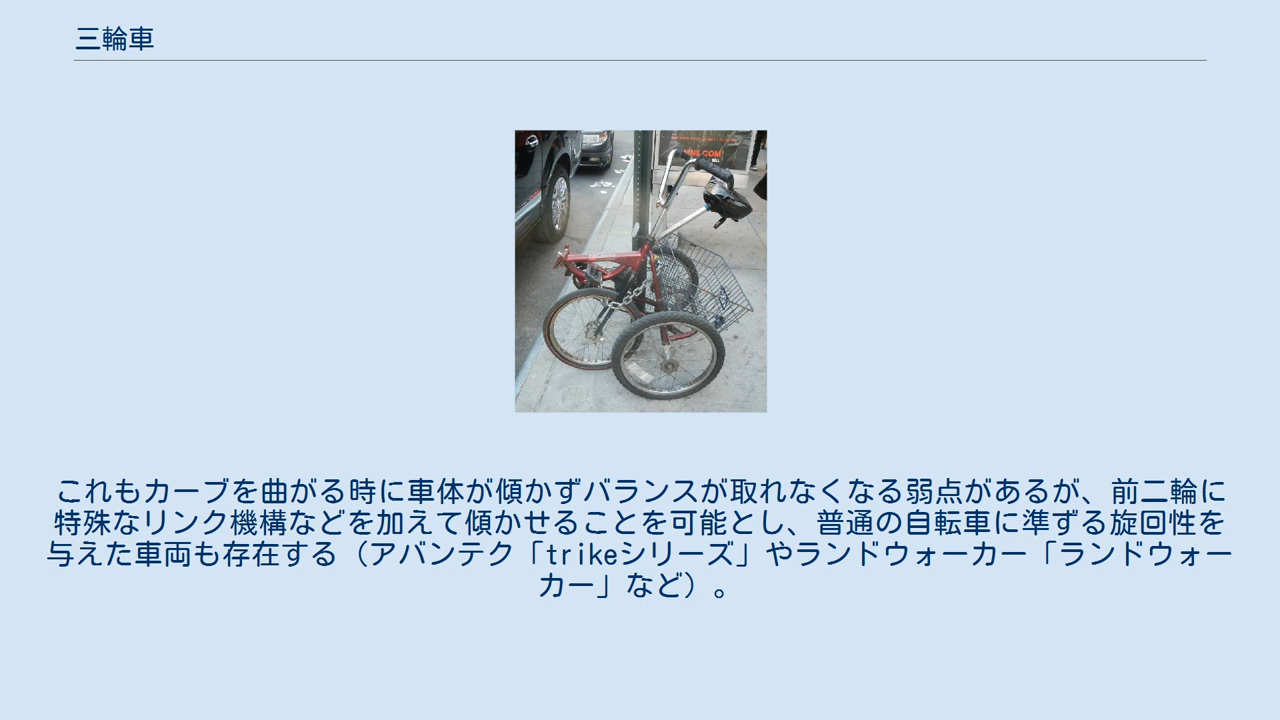 三輪車
これもカーブを曲がる時に車体が傾かずバランスが取れなくなる弱点があるが、前二輪に
特殊なリンク機構などを加えて傾かせることを可能とし、普通の自転車に準ずる旋回性を
与えた車両も存在する（アバンテク「trikeシリーズ」やランドウォーカー「ランドウォー
カー」など）。